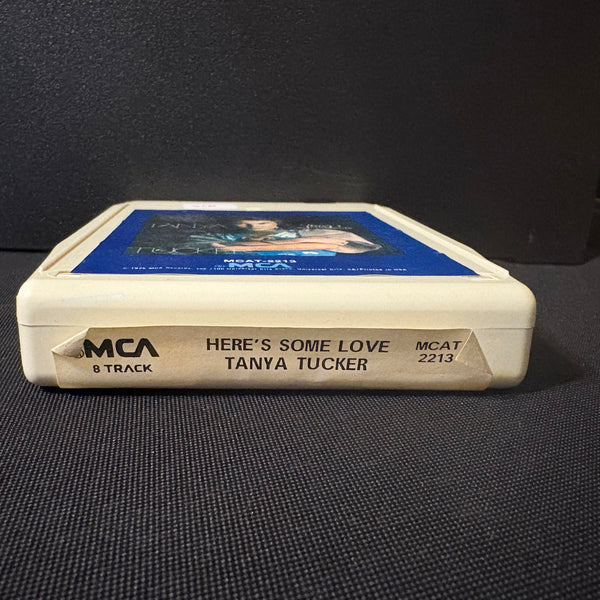 MCAT-2213
MCA
MCA
8 TRACK
HERE'S SOME LOVE
TANYA TUCKER
MCAT
2213